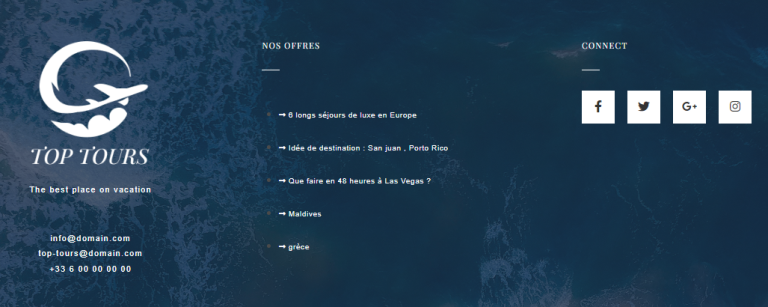 TOP TOURS
The best place on vacation
info@domain.com
top-tours@domain.com
+33 6 00 00 00 00
NOS OFFRES
➞ 6 longs séjours de luxe en Europe
➞ Idée de destination : San juan , Porto Rico
➞ Que faire en 48 heures à Las Vegas ?
➞ Maldives
➞ gréce
CONNECT
G+